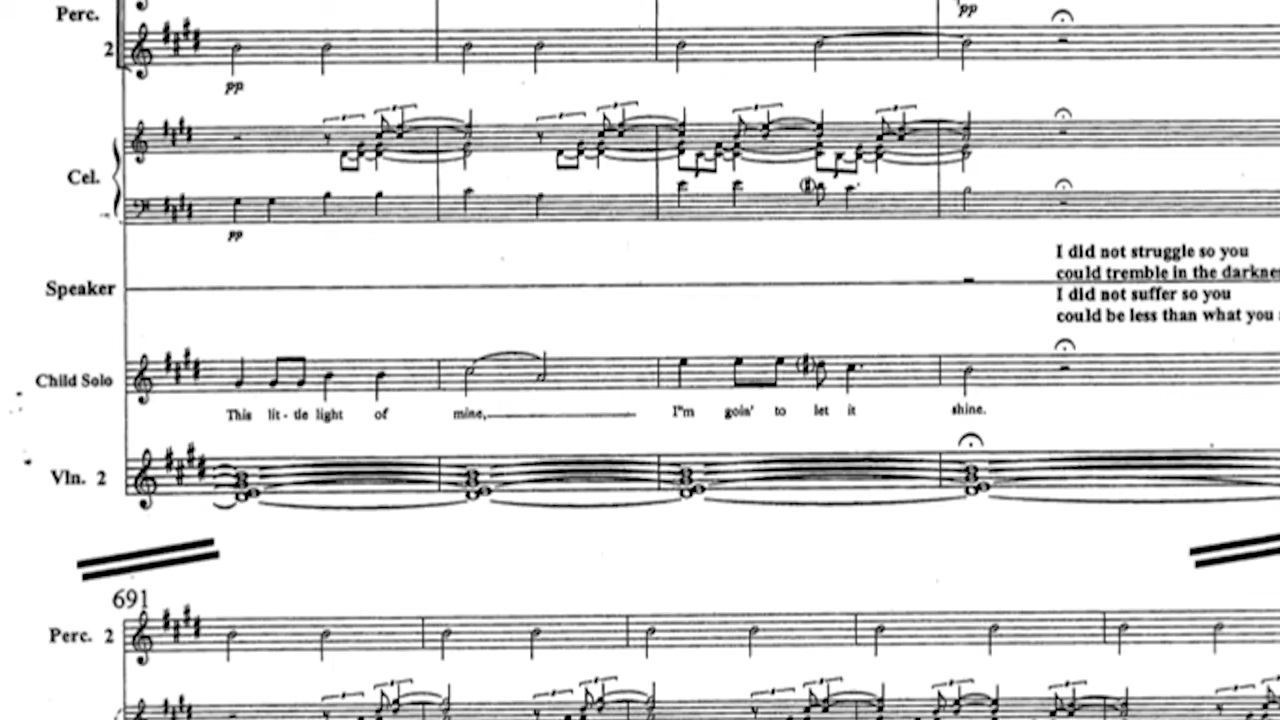 Perc.
2
pp
pp
Cel.
pp
I did not struggle so you
could tremble in the
Speaker
I did not suffer so you
could be less than what you
Child Solo
This lit - tle light of mine, I'm goin' to let it shine.
Vln. 2
691
Perc. 2